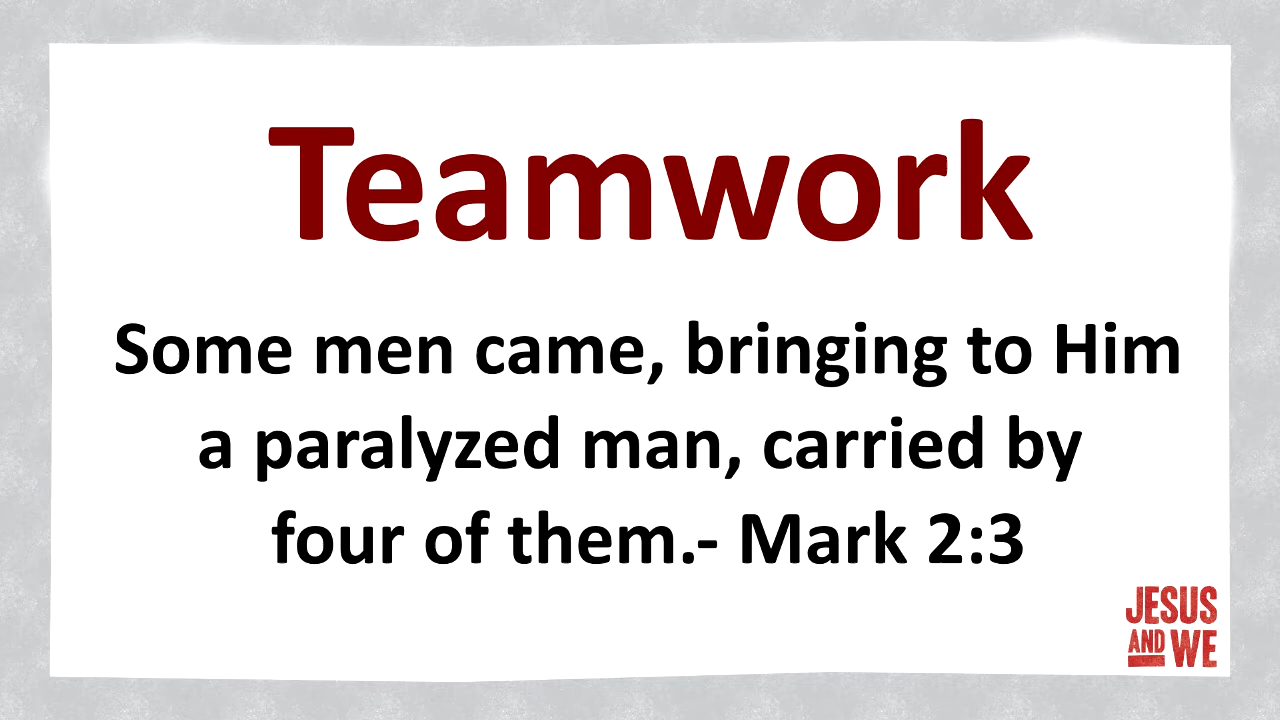 Teamwork
Some men came, bringing to Him
a paralyzed man, carried by
four of them.- Mark 2:3
JESUS
AND WE